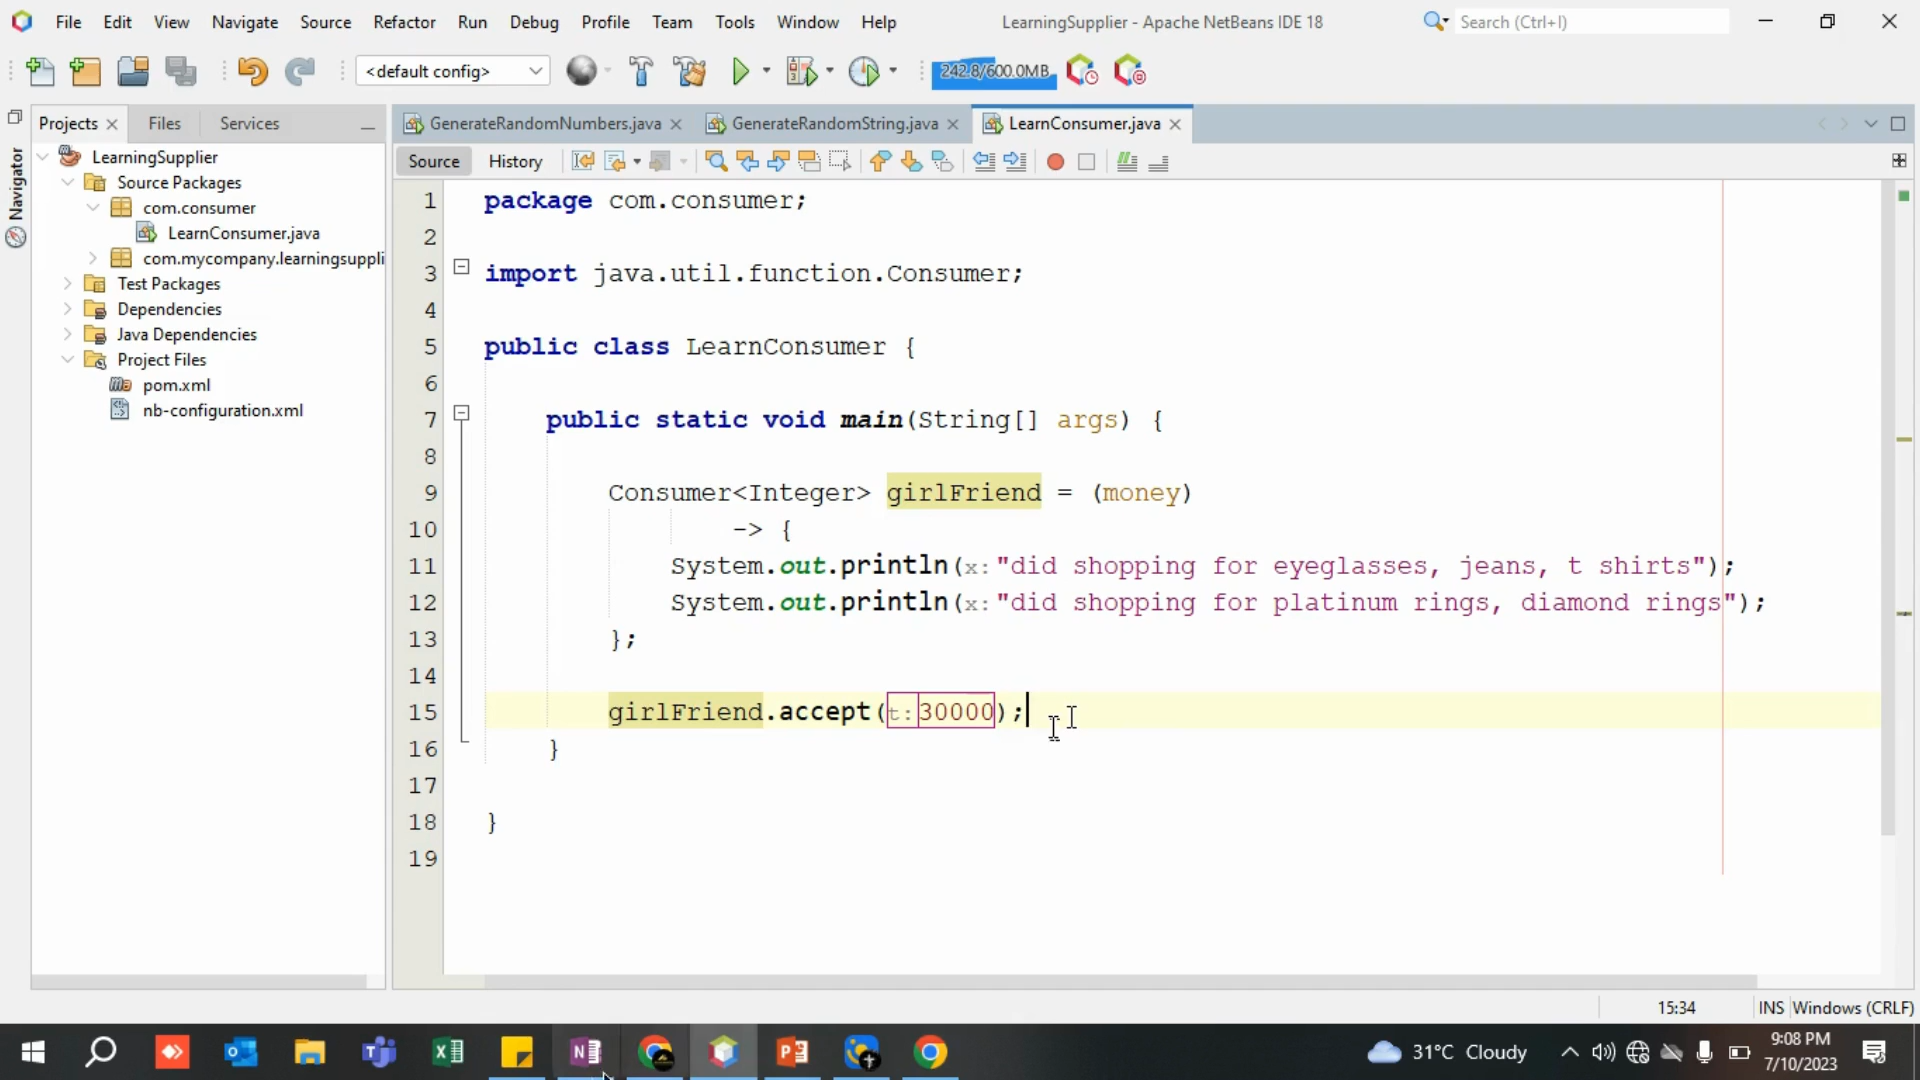 File Edit View Navigate Source Refactor Run Debug Profile Team Tools Window Help LearningSupplier - Apache NetBeans IDE 18 Search (Ctrl+I)
<default config> 242.8/600.0MB
Projects Files Services GenerateRandomNumbers.java GenerateRandomString.java LearnConsumer.java
Navigator
LearningSupplier
Source Packages
com.consumer
LearnConsumer.java
com.mycompany.learningsuppli
Test Packages
Dependencies
Java Dependencies
Project Files
pom.xml
nb-configuration.xml
Source History
1 package com.consumer;
2
3 import java.util.function.Consumer;
4
5 public class LearnConsumer {
6
7 public static void main(String[] args) {
8
9 Consumer<Integer> girlFriend = (money)
10 -> {
11 System.out.println(x: "did shopping for eyeglasses, jeans, t shirts");
12 System.out.println(x: "did shopping for platinum rings, diamond rings");
13 };
14
15 girlFriend.accept(t: 30000);
16 }
17
18 }
19
15:34 INS Windows (CRLF)
31°C Cloudy 9:08 PM
7/10/2023